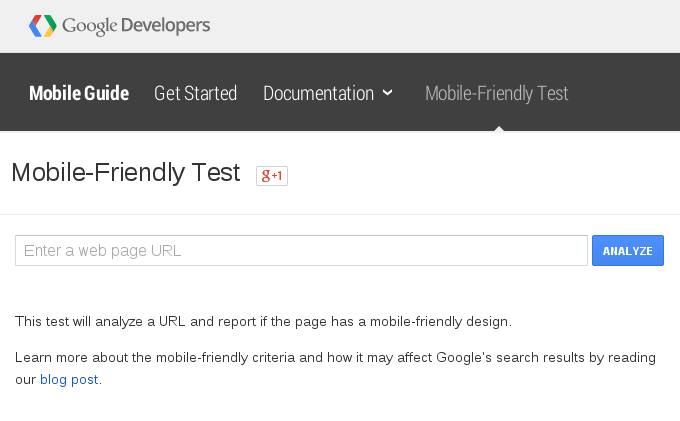 Google Developers
Mobile Guide Get Started Documentation Mobile-Friendly Test
Mobile-Friendly Test g+1
Enter a web page URL ANALYZE
This test will analyze a URL and report if the page has a mobile-friendly design.
Learn more about the mobile-friendly criteria and how it may affect Google's search results by reading
our blog post.